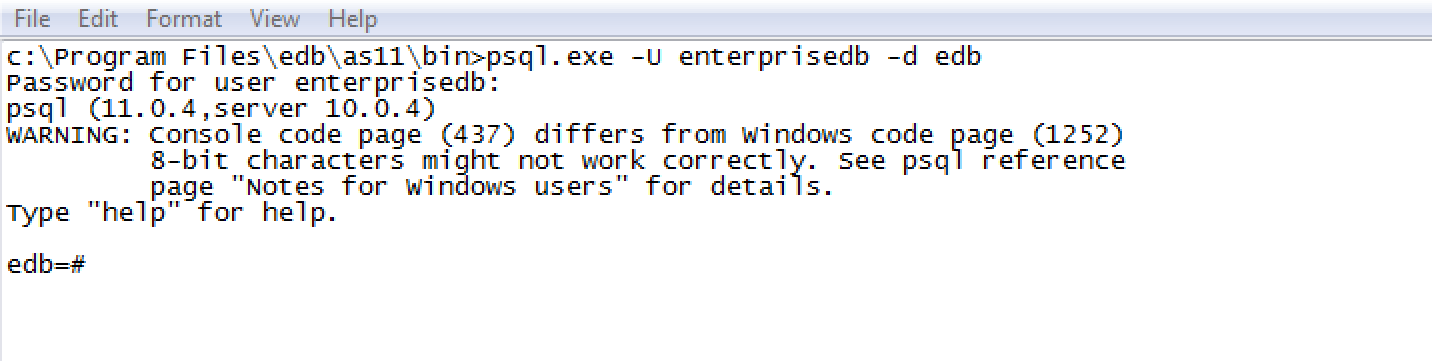 File Edit Format View Help
c:\Program Files\edb\as11\bin>psql.exe -U enterprisedb -d edb
Password for user enterprisedb:
psql (11.0.4,server 10.0.4)
WARNING: Console code page (437) differs from Windows code page (1252)
         8-bit characters might not work correctly. See psql reference
         page "Notes for Windows users" for details.
Type "help" for help.

edb=#